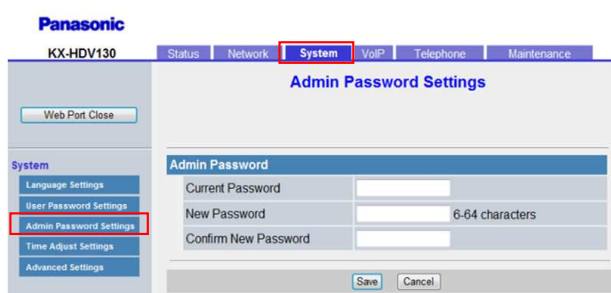 Panasonic
KX-HDV130
Status Network System VoIP Telephone Maintenance
Admin Password Settings
Web Port Close
System
Language Settings
User Password Settings
Admin Password Settings
Time Adjust Settings
Advanced Settings
Admin Password
Current Password
New Password 6-64 characters
Confirm New Password
Save Cancel